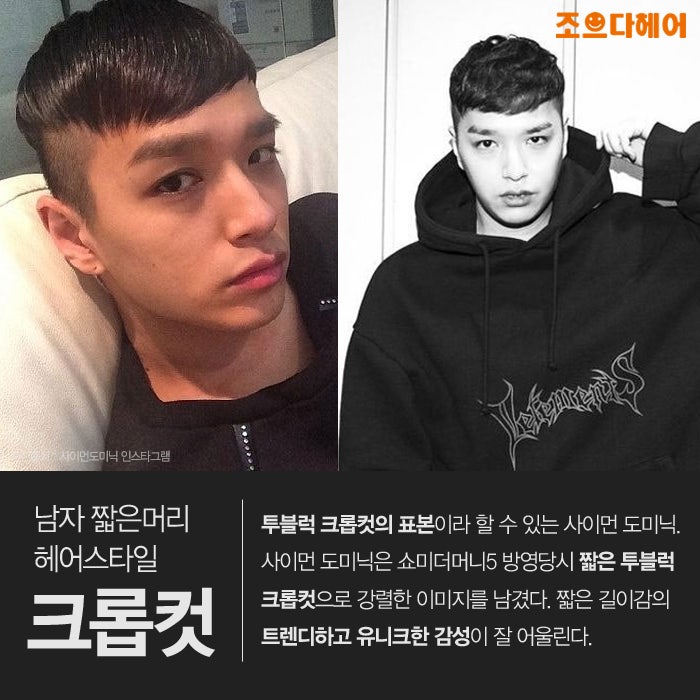 조으다헤어
사이먼도미닉 인스타그램
Vetements
남자 짧은머리
헤어스타일
크롭컷
투블럭 크롭컷의 표본이라 할 수 있는 사이먼 도미닉.
사이먼 도미닉은 쇼미더머니5 방영당시 짧은 투블럭
크롭컷으로 강렬한 이미지를 남겼다. 짧은 길이감의
트렌디하고 유니크한 감성이 잘 어울린다.